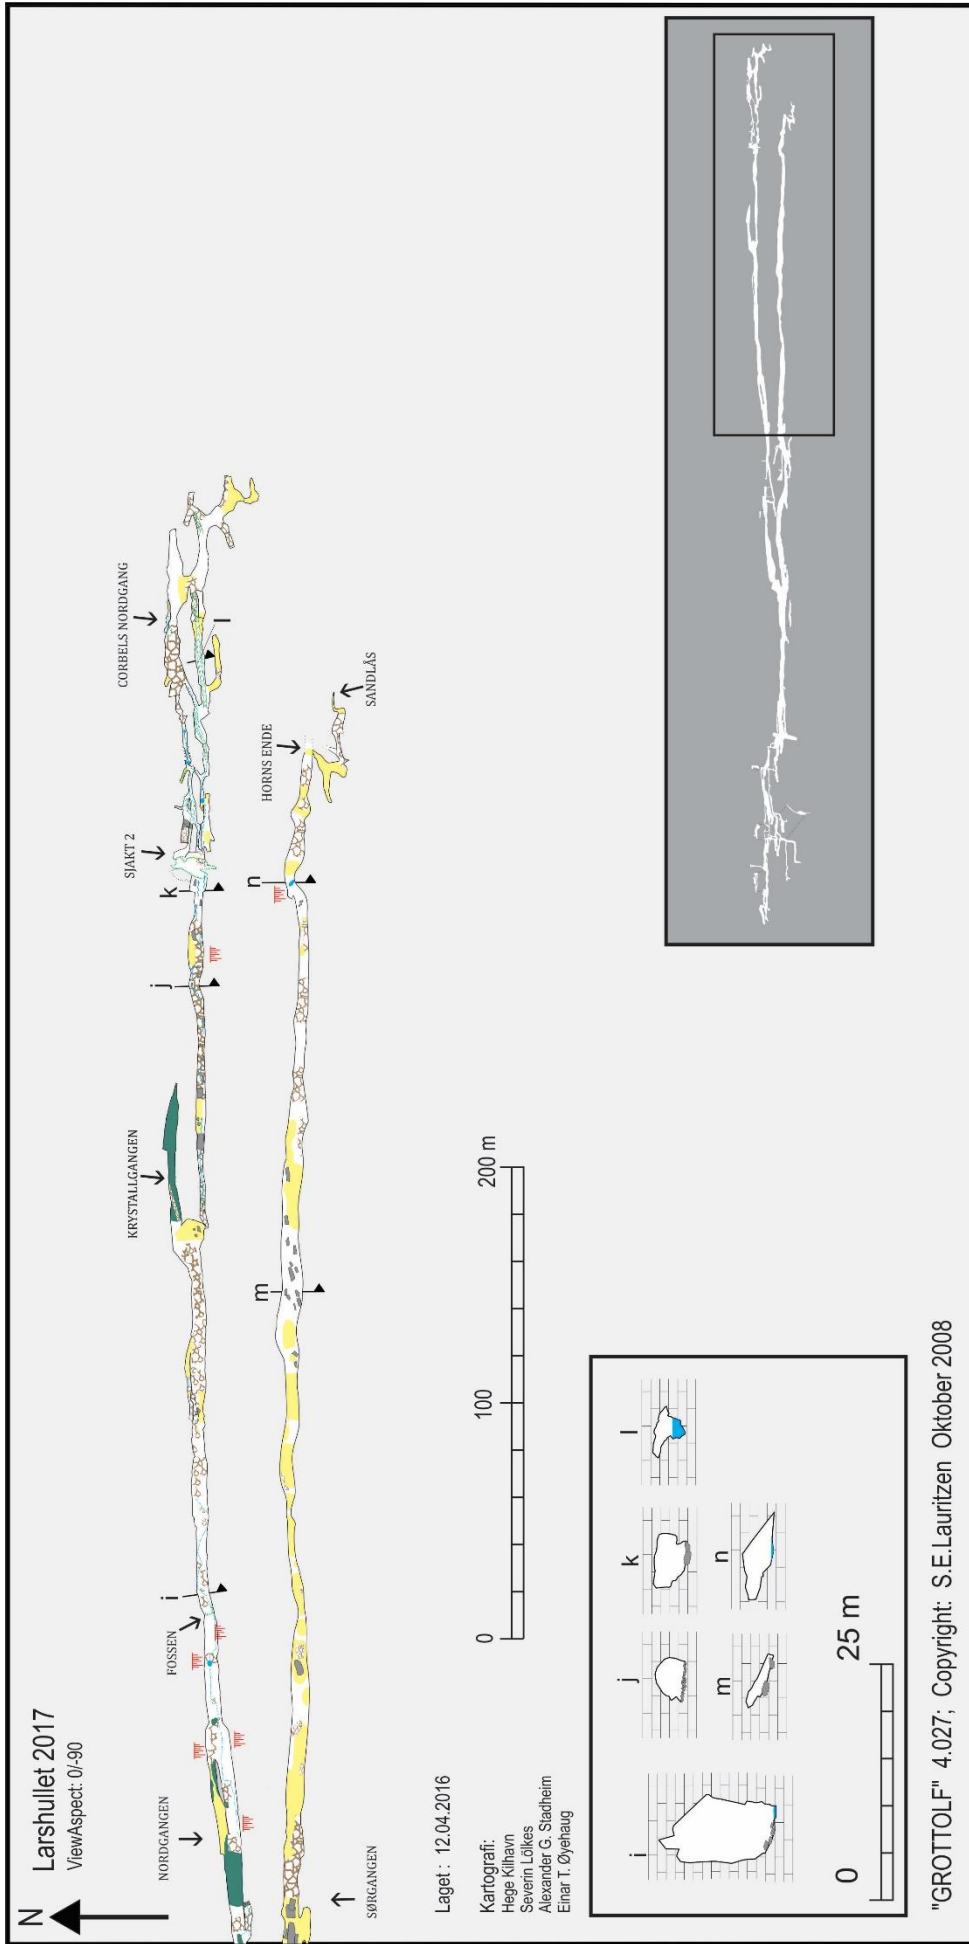 N
Larshullet 2017
ViewAspect: 0/-90
NORDGANGEN
FOSSEN
i
KRYSTALLGANGEN
j
k
SJAKT 2
CORBELS NORDGANG
l
SØRGANGEN
m
n
HORNS ENDE
SANDLÅS
Laget : 12.04.2016
Kartografi:
Hege Kilhavn
Severin Lölkes
Alexander G. Stadheim
Einar T. Øyehaug
0 100 200 m
i j k l
m n
0 25 m
"GROTTOLF" 4.027; Copyright: S.E.Lauritzen Oktober 2008